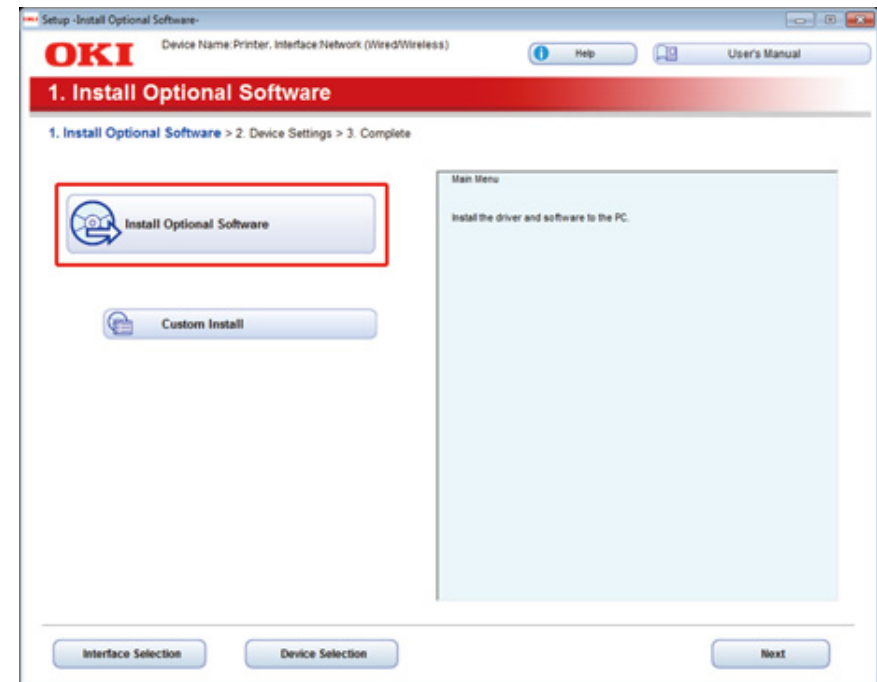 Setup -Install Optional Software-
OKI
Device Name:Printer, Interface:Network (Wired/Wireless)
Help
User's Manual
1. Install Optional Software
1. Install Optional Software > 2. Device Settings > 3. Complete
Main Menu
Install the driver and software to the PC.
Install Optional Software
Custom Install
Interface Selection
Device Selection
Next